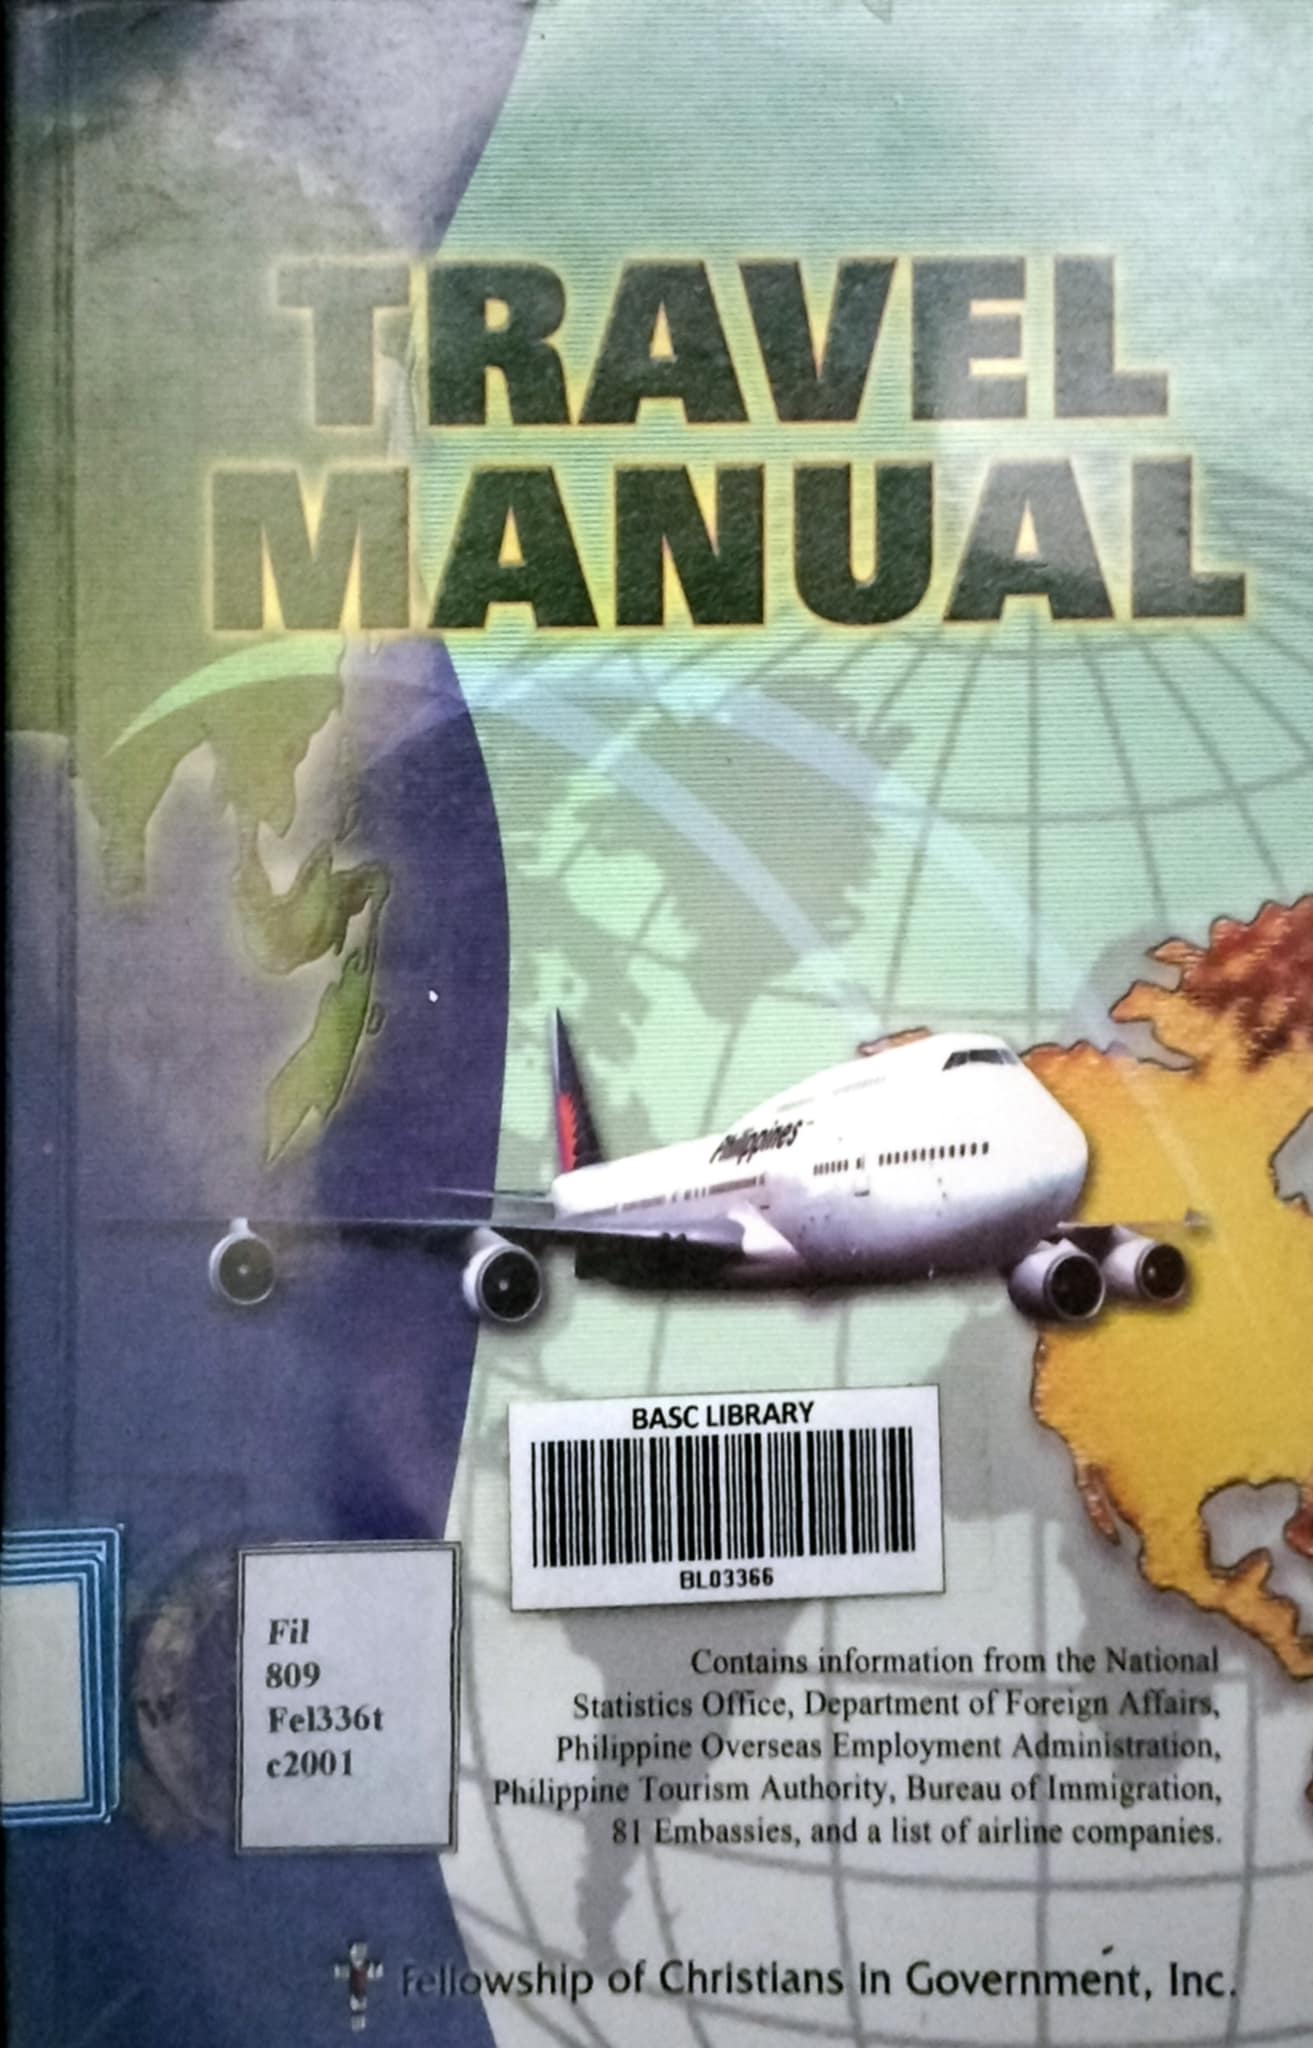 TRAVEL
MANUAL
Philippines
BASC LIBRARY
BL03366
Fil
809
Fel336t
c2001
Contains information from the National
Statistics Office, Department of Foreign Affairs,
Philippine Overseas Employment Administration,
Philippine Tourism Authority, Bureau of Immigration,
81 Embassies, and a list of airline companies.
Fellowship of Christians in Government, Inc.